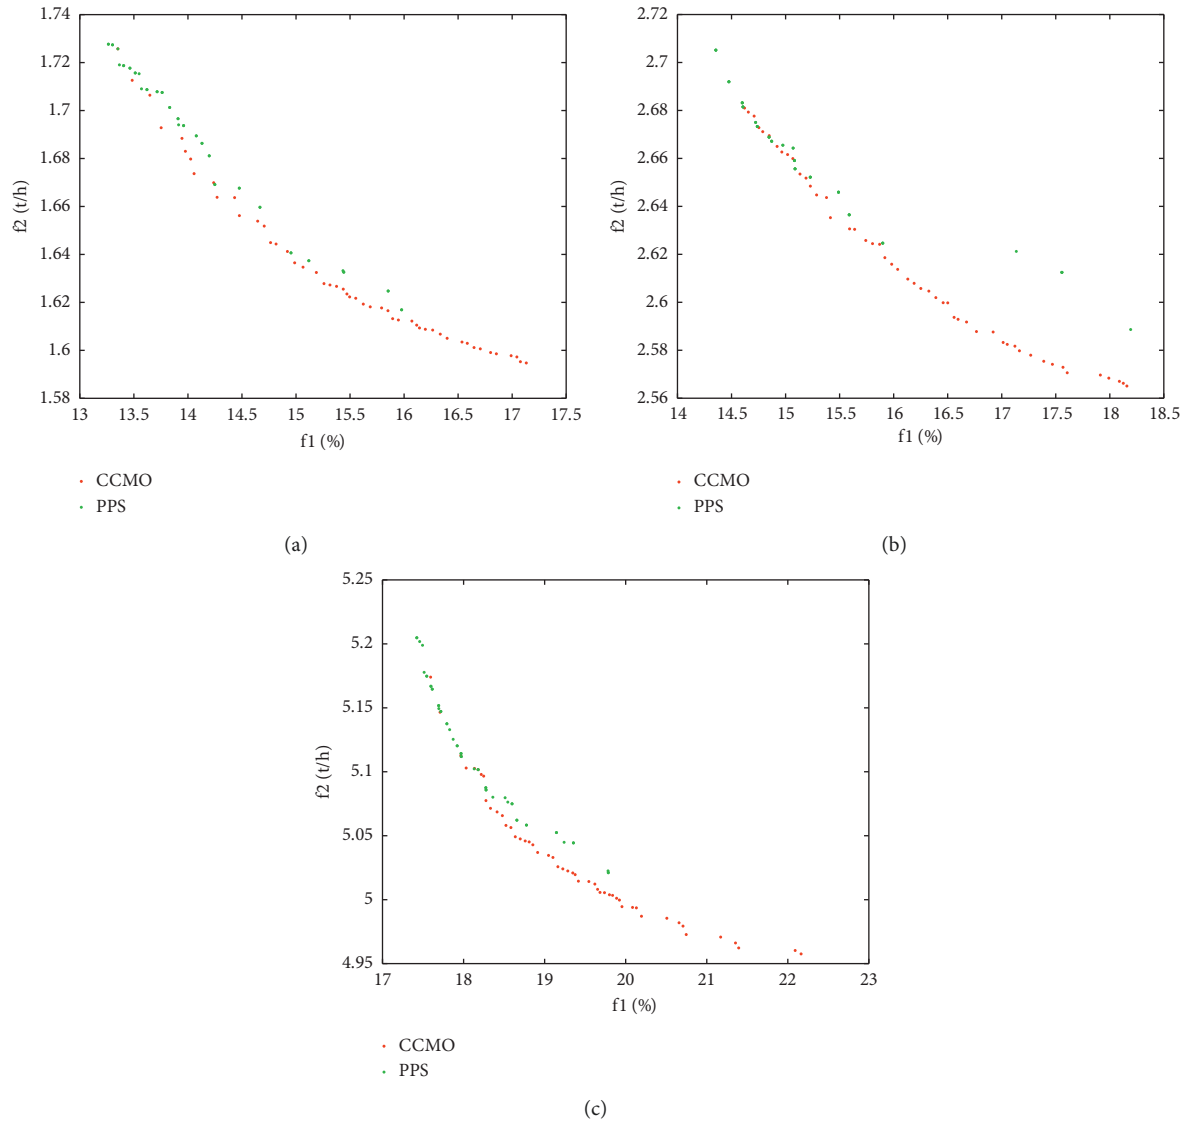 1.74
1.72
1.7
1.68
1.66
1.64
1.62
1.6
1.58
f2 (t/h)
13 13.5 14 14.5 15 15.5 16 16.5 17 17.5
f1 (%)
CCMO
PPS
(a)
2.72
2.7
2.68
2.66
2.64
2.62
2.6
2.58
2.56
f2 (t/h)
14 14.5 15 15.5 16 16.5 17 17.5 18 18.5
f1 (%)
CCMO
PPS
(b)
5.25
5.2
5.15
5.1
5.05
5
4.95
f2 (t/h)
17 18 19 20 21 22 23
f1 (%)
CCMO
PPS
(c)